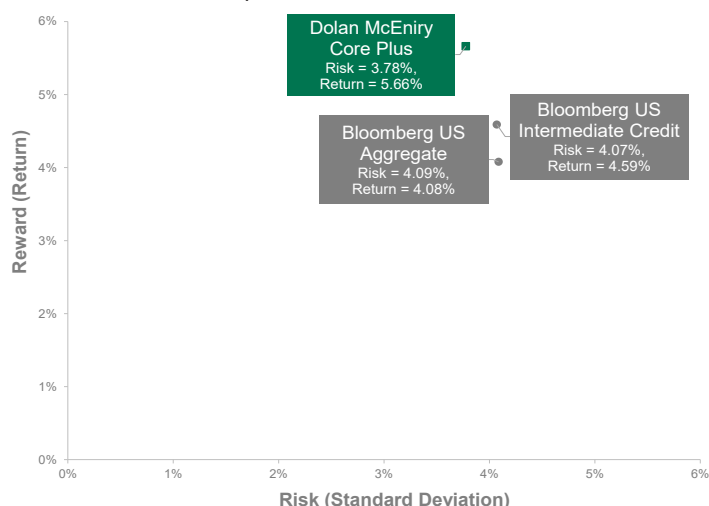 6%
Dolan McEniry
Core Plus
Risk = 3.78%,
Return = 5.66%
5%
Bloomberg US
Intermediate Credit
Risk = 4.07%,
Return = 4.59%
Bloomberg US
Aggregate
Risk = 4.09%,
Return = 4.08%
4%
3%
2%
1%
0%
Reward (Return)
0%
1%
2%
3%
4%
5%
6%
Risk (Standard Deviation)